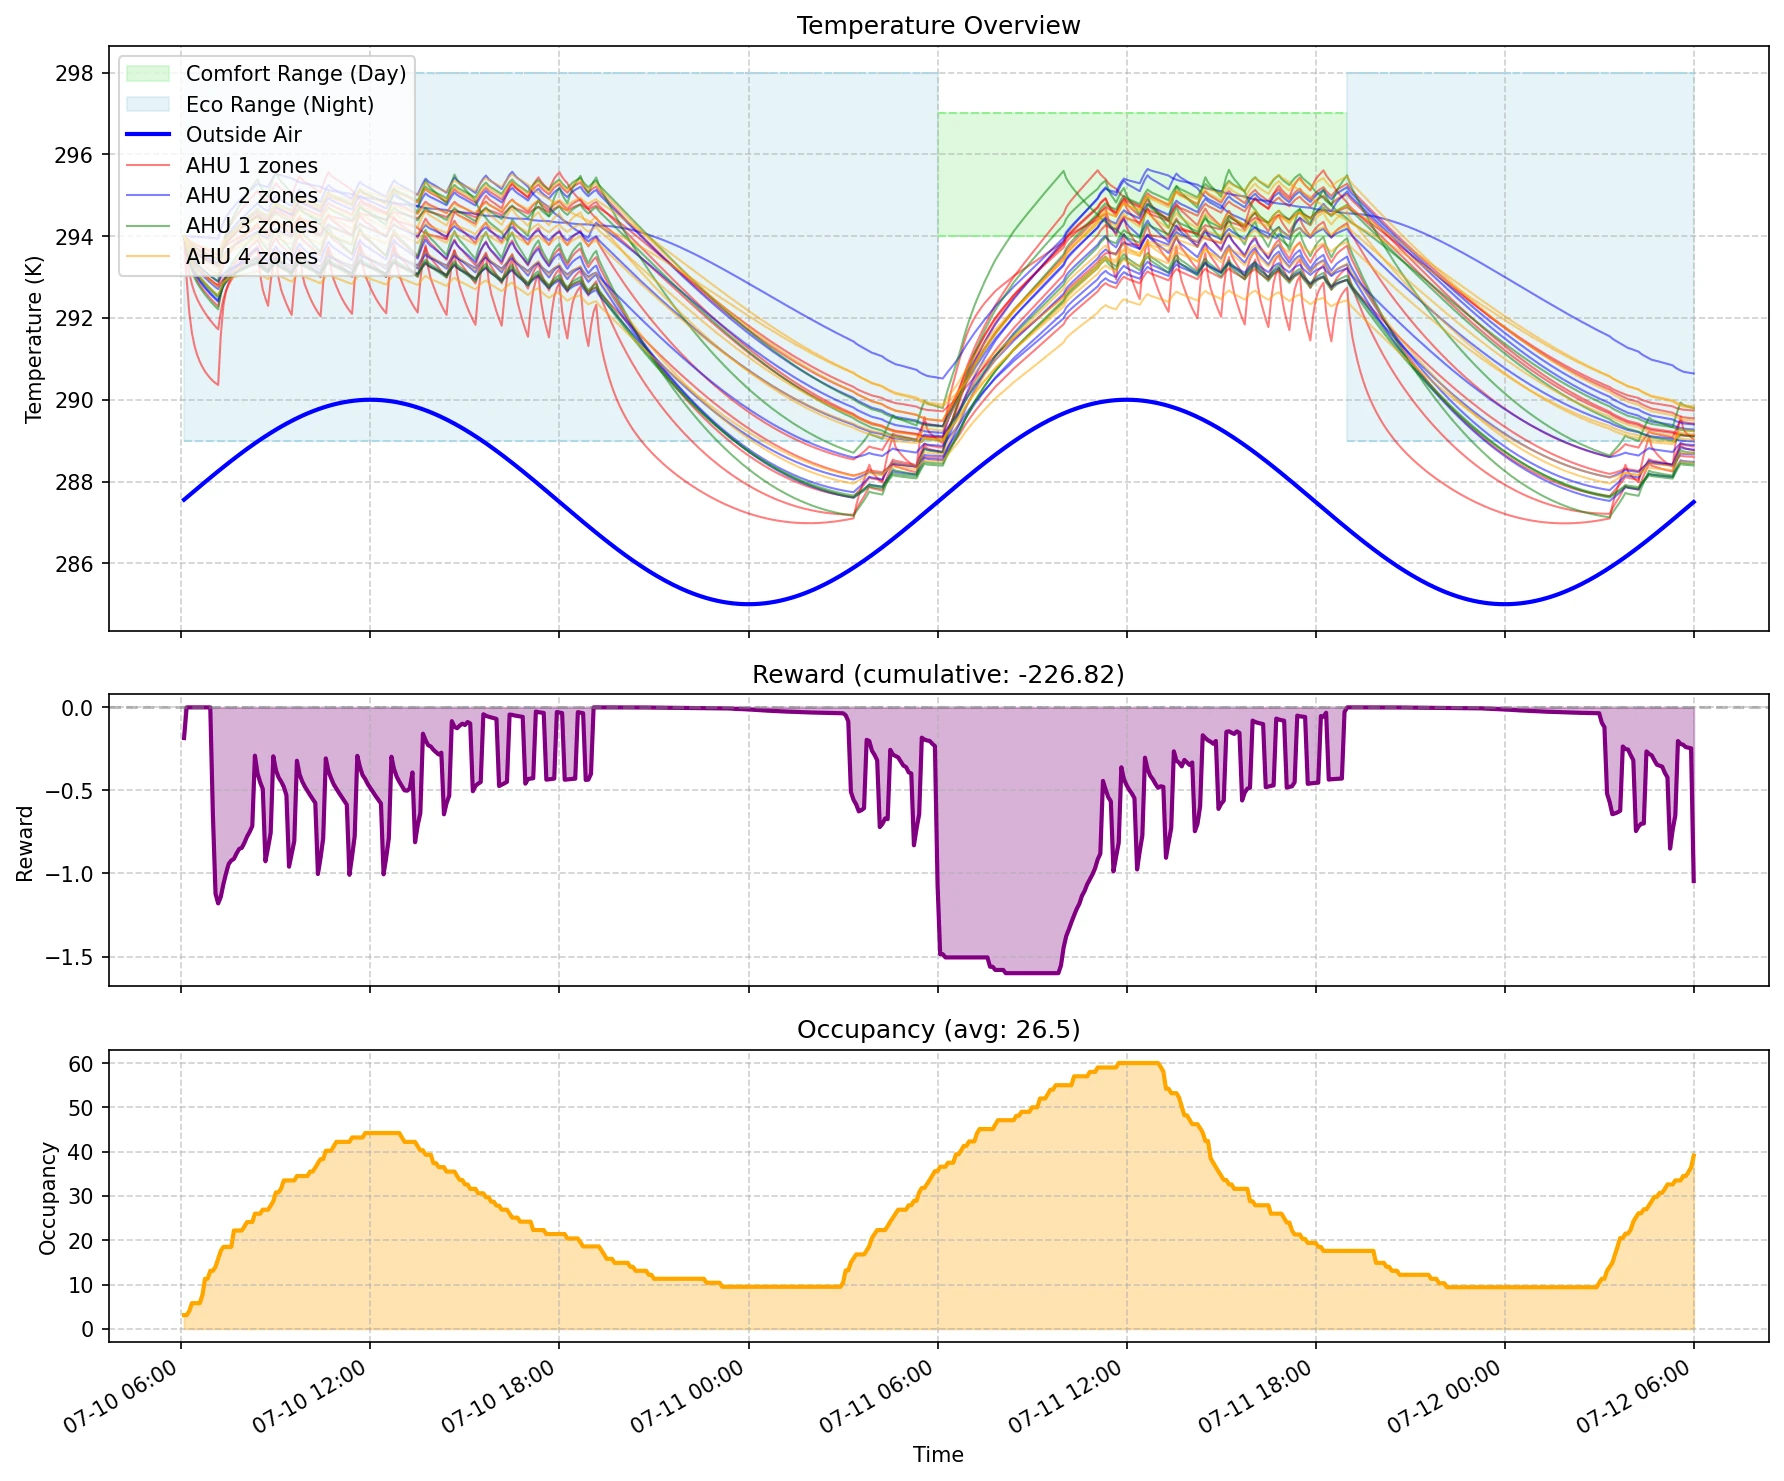 Temperature Overview
Temperature (K)
298
296
294
292
290
288
286
Comfort Range (Day)
Eco Range (Night)
Outside Air
AHU 1 zones
AHU 2 zones
AHU 3 zones
AHU 4 zones
Reward (cumulative: -226.82)
Reward
0.0
−0.5
−1.0
−1.5
Occupancy (avg: 26.5)
Occupancy
60
50
40
30
20
10
0
07-10 06:00
07-10 12:00
07-10 18:00
07-11 00:00
07-11 06:00
07-11 12:00
07-11 18:00
07-12 00:00
07-12 06:00
Time